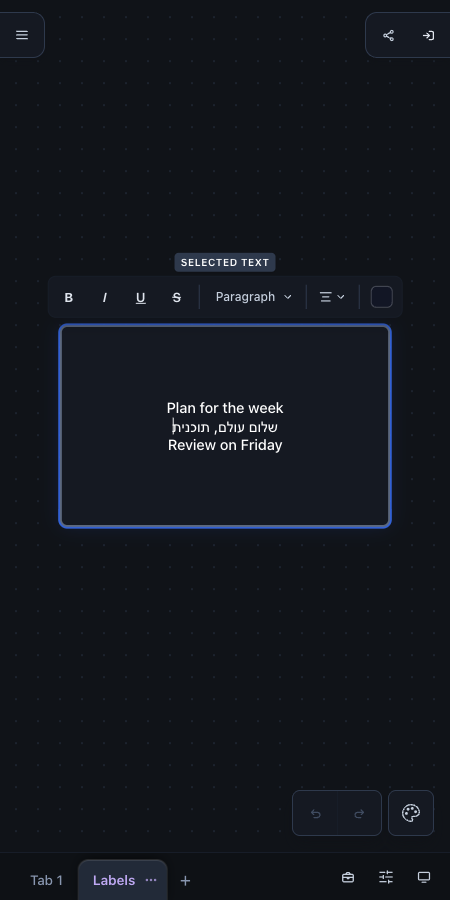 SELECTED TEXT
B I U S Paragraph
Plan for the week
שלום עולם, תוכנית
Review on Friday
Tab 1 Labels